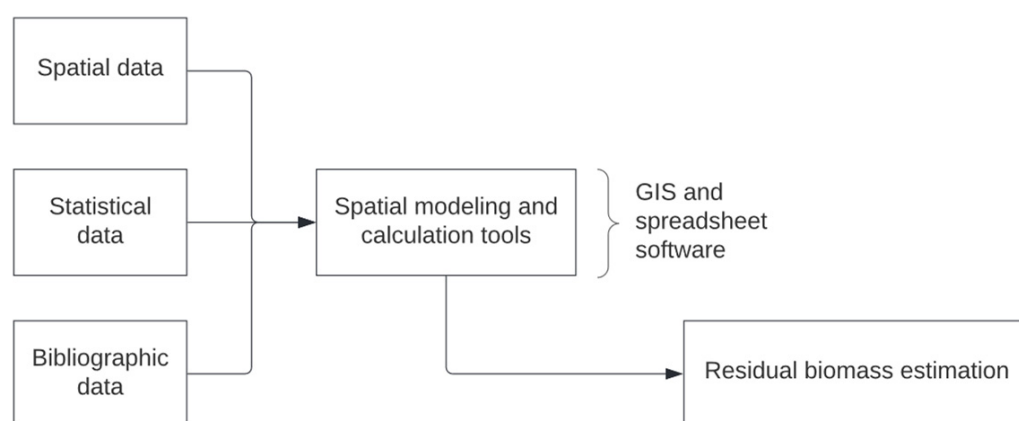 Spatial data
Statistical
data
Bibliographic
data
Spatial modeling and
calculation tools
GIS and
spreadsheet
software
Residual biomass estimation